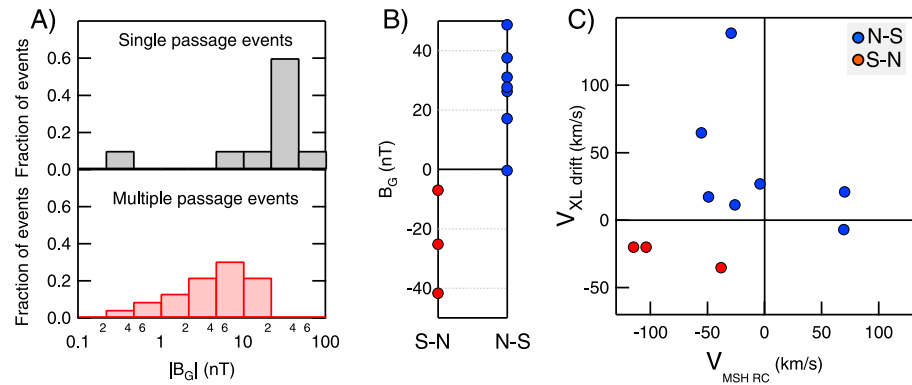 A)
Single passage events
Fraction of events
0.6
0.4
0.2
0.0
Multiple passage events
Fraction of events
0.6
0.4
0.2
0.0
2 4 6 2 4 6 2 4 6
0.1 1 10 100
|B_G| (nT)
B)
B_G (nT)
40
20
0
-20
-40
S-N N-S
C)
N-S
S-N
V_XL drift (km/s)
100
50
0
-50
-100 -50 0 50 100
V_MSH RC (km/s)